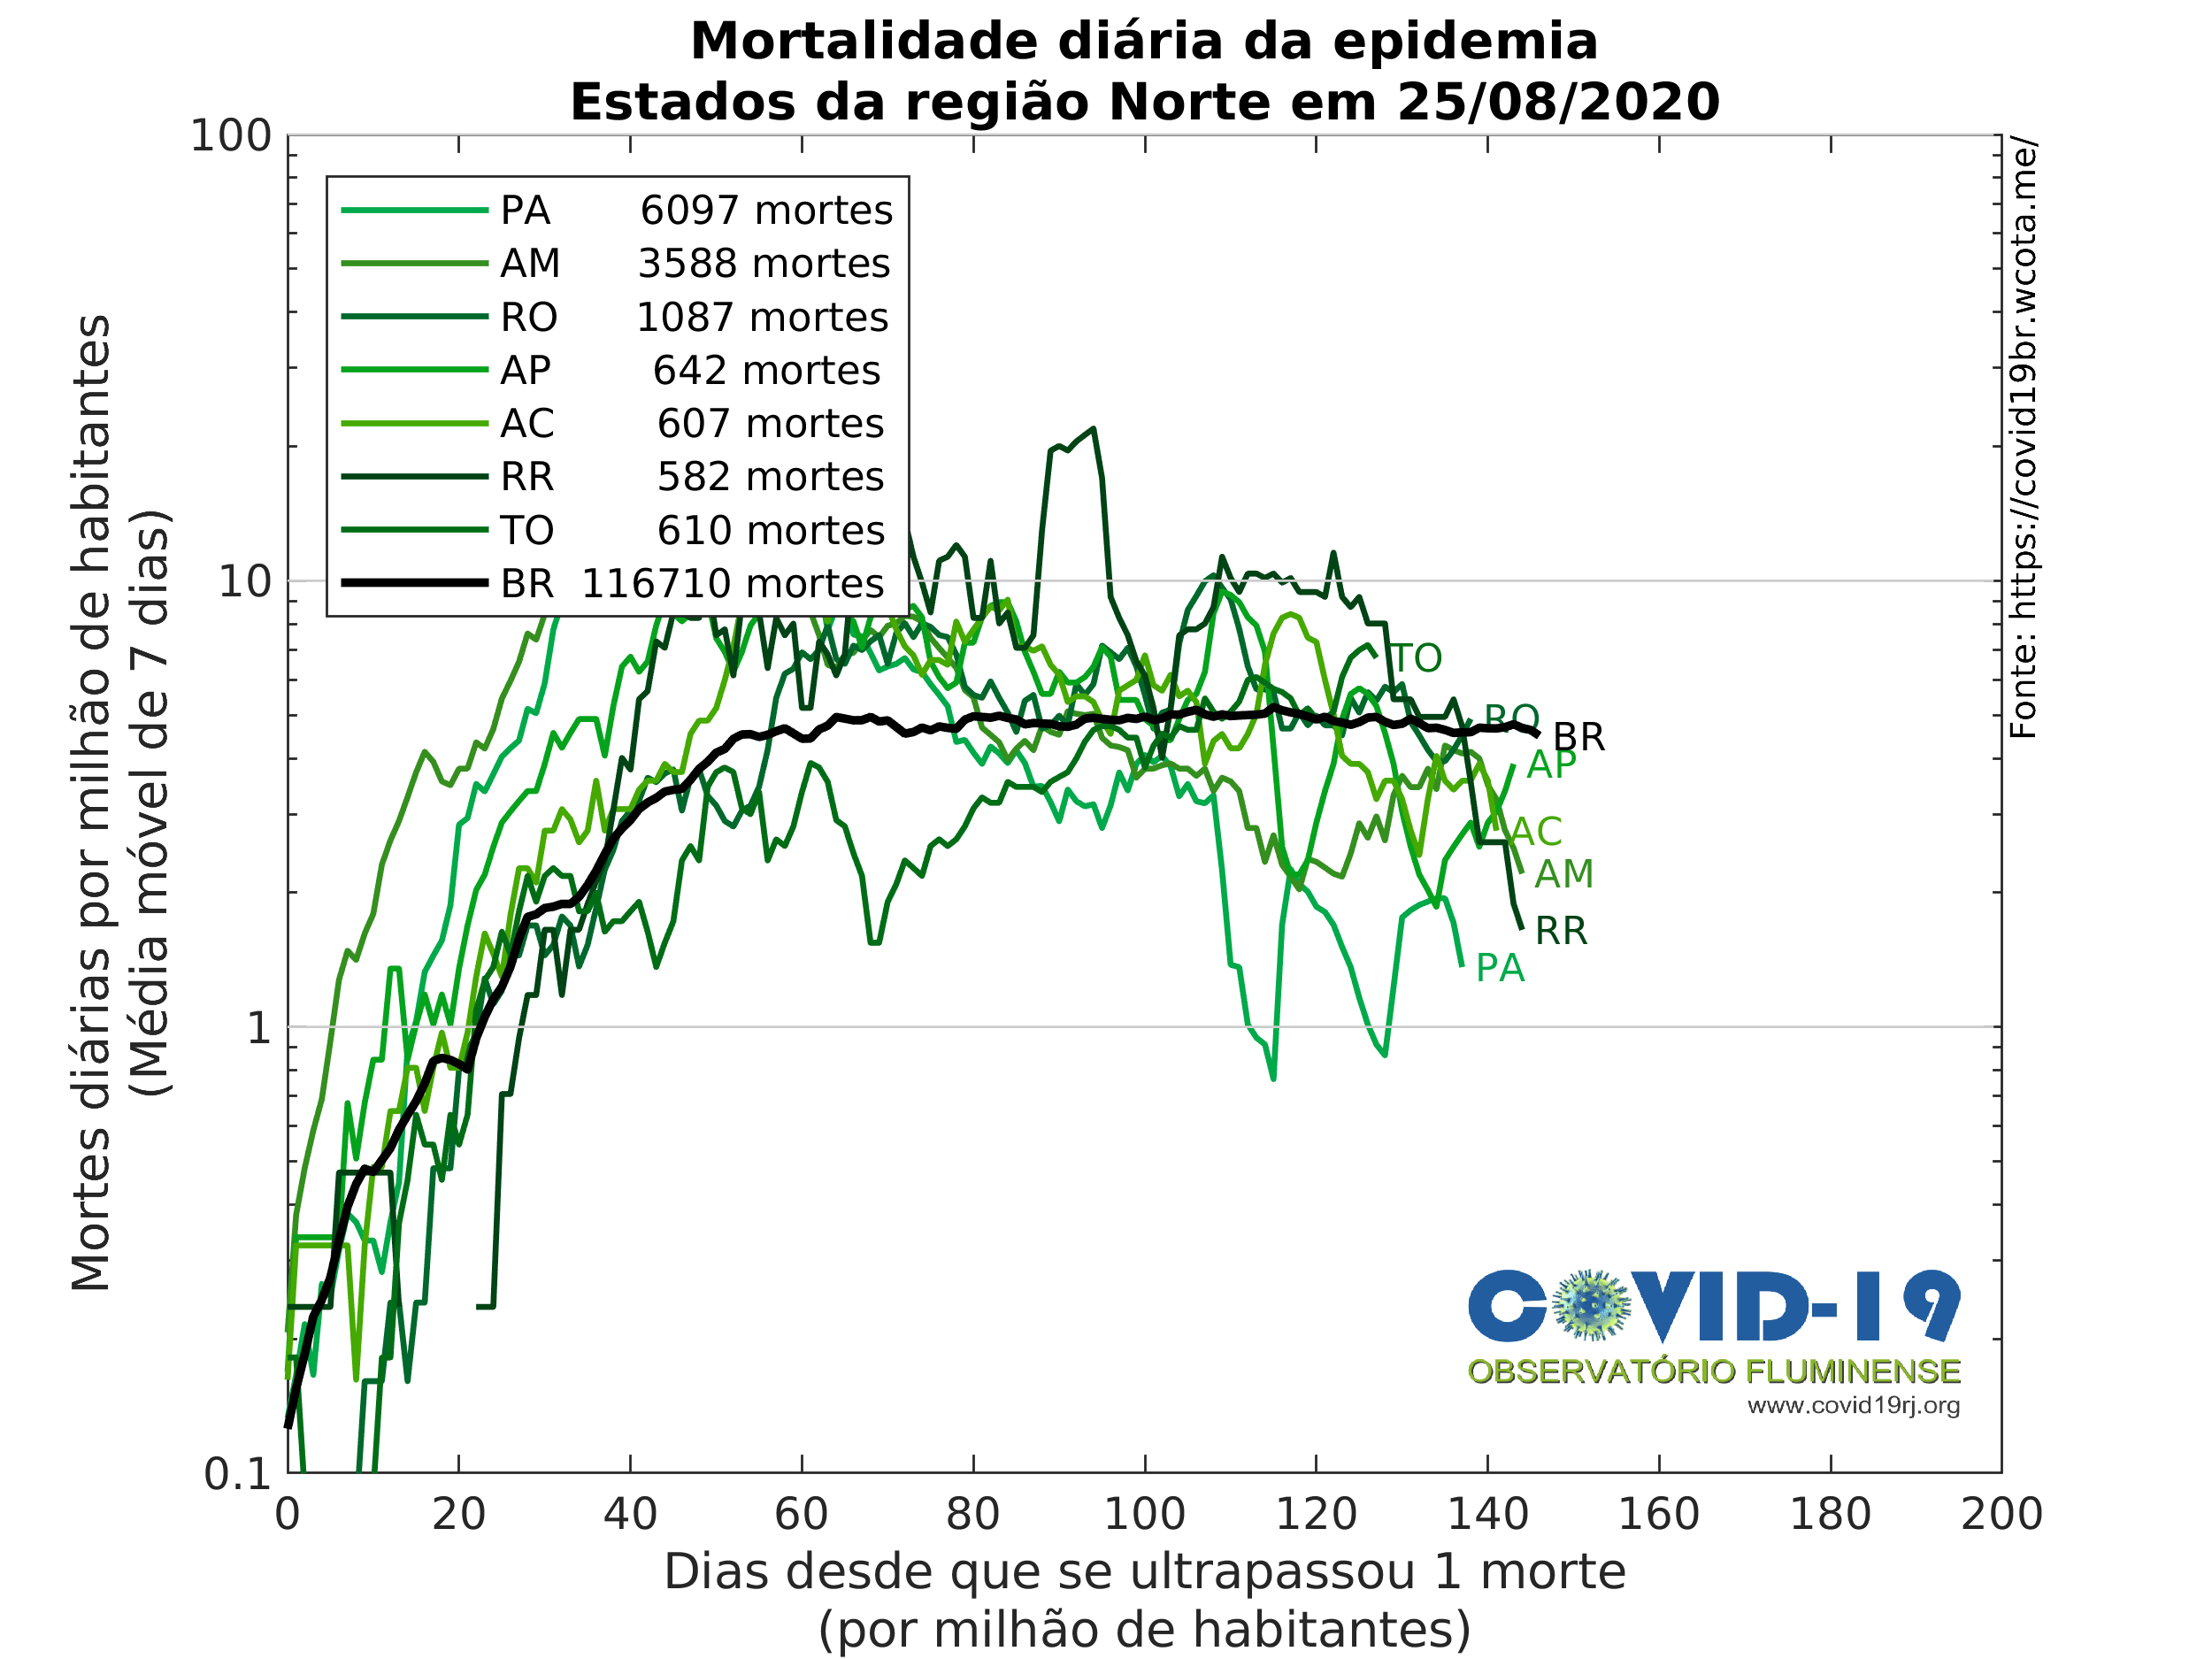 Mortalidade diária da epidemia
Estados da região Norte em 25/08/2020
Mortes diárias por milhão de habitantes
(Média móvel de 7 dias)
100
10
1
0.1
PA 6097 mortes
AM 3588 mortes
RO 1087 mortes
AP 642 mortes
AC 607 mortes
RR 582 mortes
TO 610 mortes
BR 116710 mortes
TO
RO
BR
AP
AC
AM
RR
PA
Fonte: https://covid19br.wcota.me/
COVID-19
OBSERVATÓRIO FLUMINENSE
www.covid19rj.org
0 20 40 60 80 100 120 140 160 180 200
Dias desde que se ultrapassou 1 morte
(por milhão de habitantes)